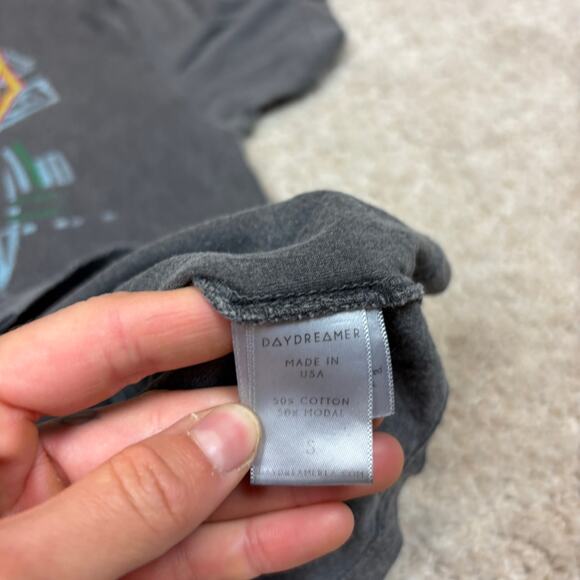 DAYDREAMER
MADE IN
USA
50% COTTON
50% MODAL
S
DAYDREAMERLA.COM